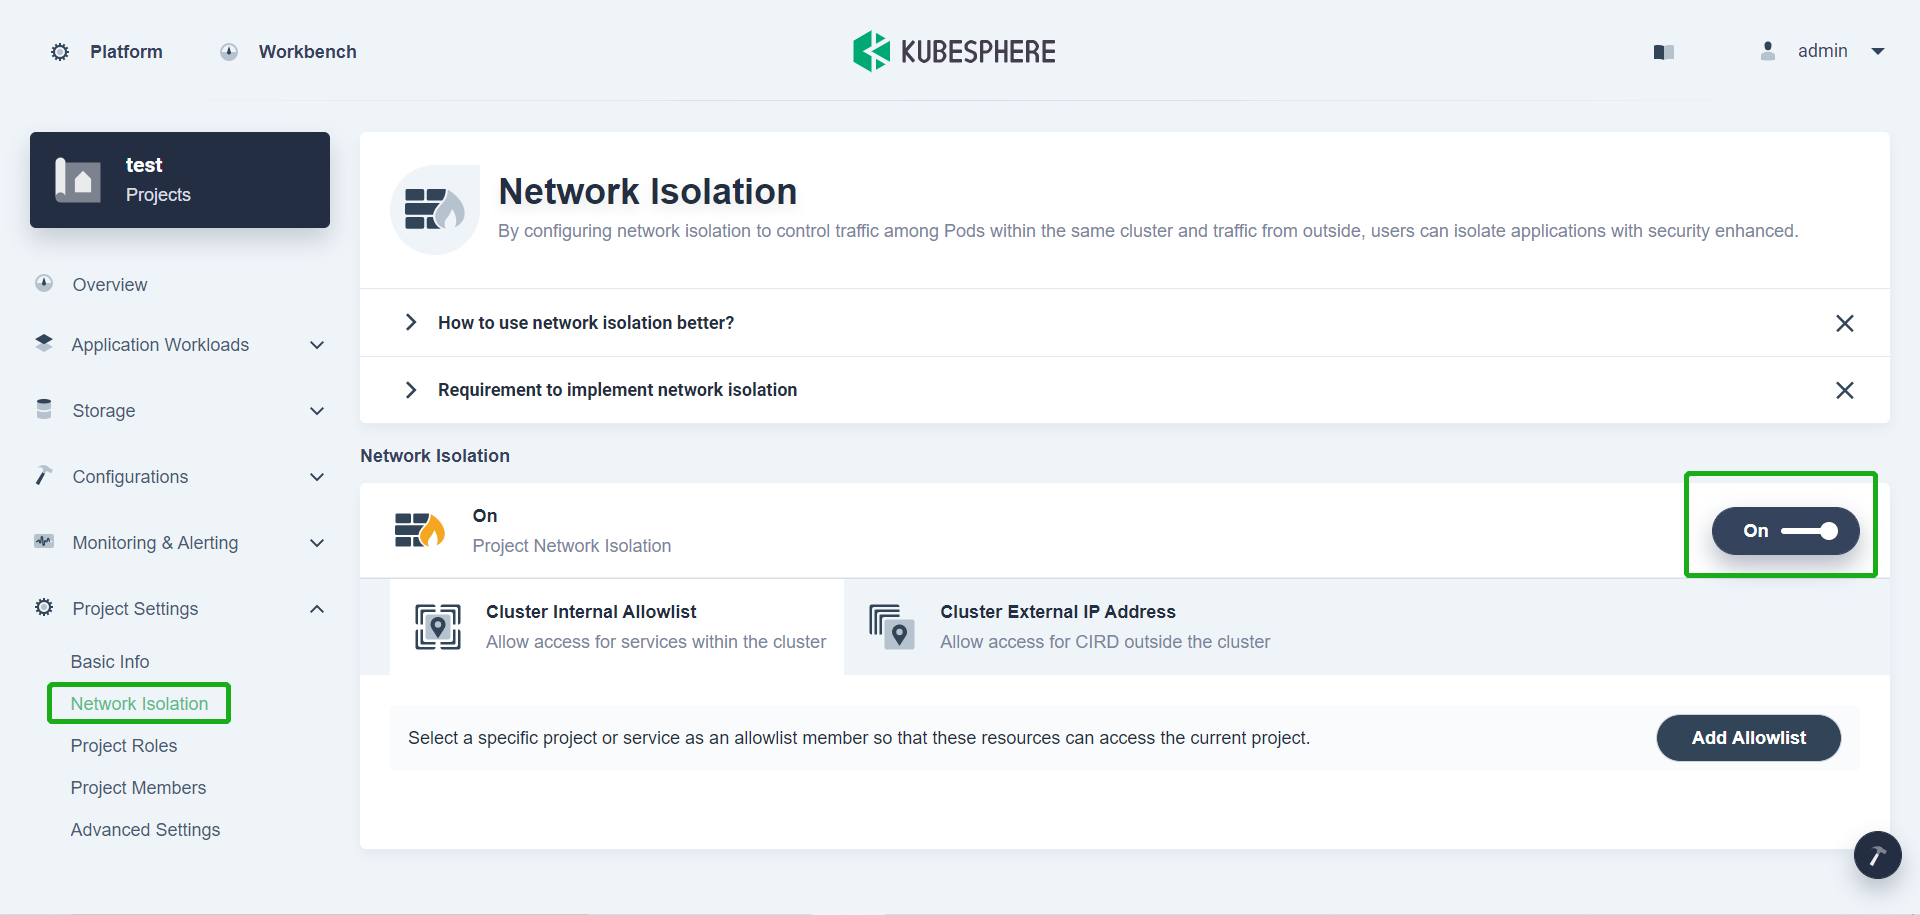 Platform
Workbench
KUBESPHERE
admin
test
Projects
Overview
Application Workloads
Storage
Configurations
Monitoring & Alerting
Project Settings
Basic Info
Network Isolation
Project Roles
Project Members
Advanced Settings
Network Isolation
By configuring network isolation to control traffic among Pods within the same cluster and traffic from outside, users can isolate applications with security enhanced.
How to use network isolation better?
Requirement to implement network isolation
Network Isolation
On
Project Network Isolation
On
Cluster Internal Allowlist
Allow access for services within the cluster
Cluster External IP Address
Allow access for CIRD outside the cluster
Select a specific project or service as an allowlist member so that these resources can access the current project.
Add Allowlist